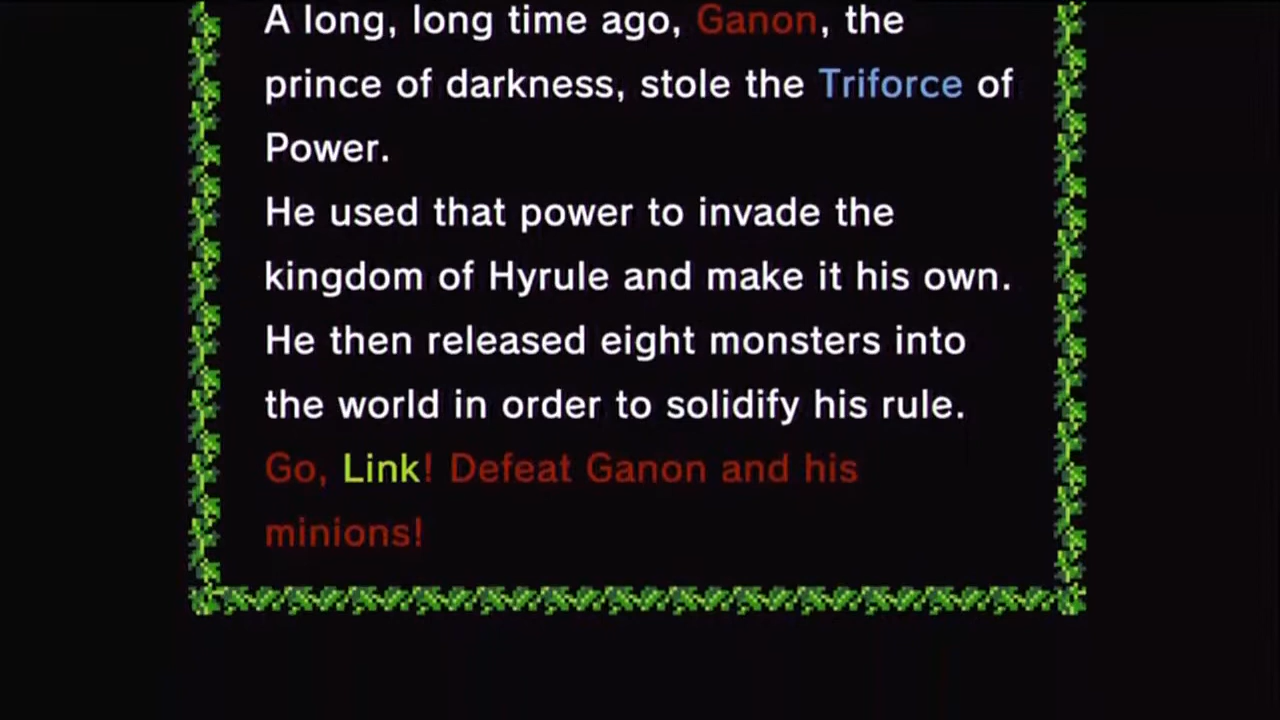 A long, long time ago, Ganon, the
prince of darkness, stole the Triforce of
Power.
He used that power to invade the
kingdom of Hyrule and make it his own.
He then released eight monsters into
the world in order to solidify his rule.
Go, Link! Defeat Ganon and his
minions!